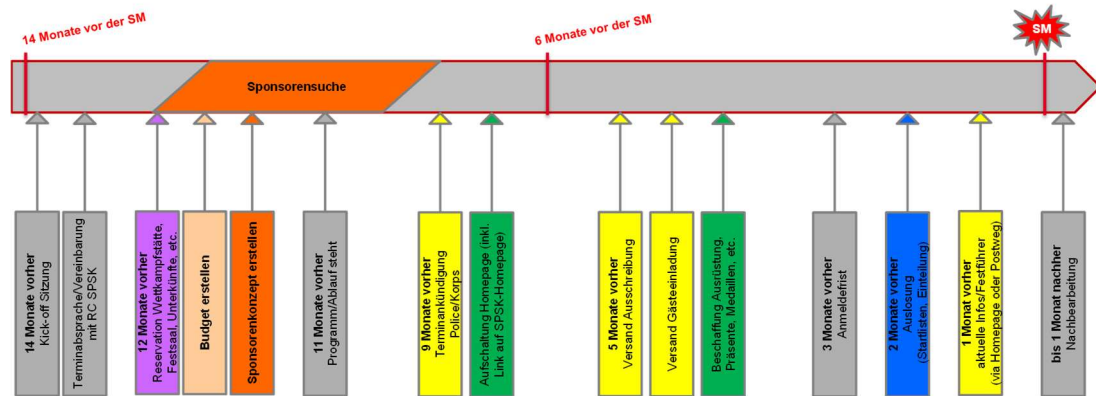 14 Monate vor der SM
6 Monate vor der SM
SM
Sponsorensuche
14 Monate vorher
Kick-off Sitzung
Terminabsprache/Vereinbarung
mit RC SPSK
12 Monate vorher
Reservation Wettkampfstätte,
Festsaal, Unterkünfte, etc.
Budget erstellen
Sponsorenkonzept erstellen
11 Monate vorher
Programm/Ablauf steht
9 Monate vorher
Terminankündigung
Police/Korps
Aufschaltung Homepage (inkl.
Link auf SPSK-Homepage)
5 Monate vorher
Versand Ausschreibung
Versand Gästeeinladung
Beschaffung Ausrüstung,
Präsente, Medaillen, etc.
3 Monate vorher
Anmeldefrist
2 Monate vorher
Auslosung
(Startlisten, Einteilung)
1 Monat vorher
aktuelle Infos/Festführer
(via Homepage oder Postweg)
bis 1 Monat nachher
Nachbearbeitung